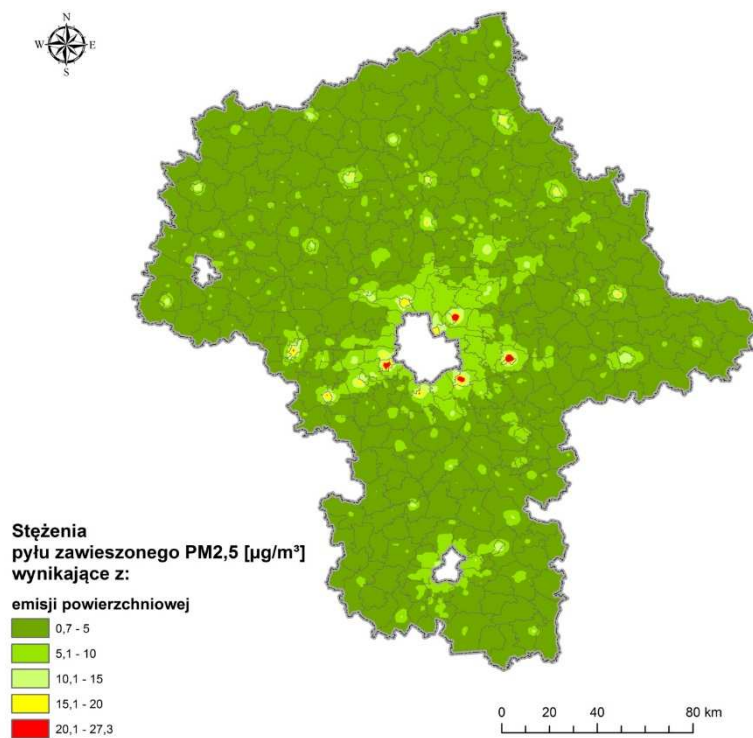 N
W E
S
Stężenia
pyłu zawieszonego PM2,5 [µg/m³]
wynikające z:
emisji powierzchniowej
0,7 - 5
5,1 - 10
10,1 - 15
15,1 - 20
20,1 - 27,3
0 20 40 80 km